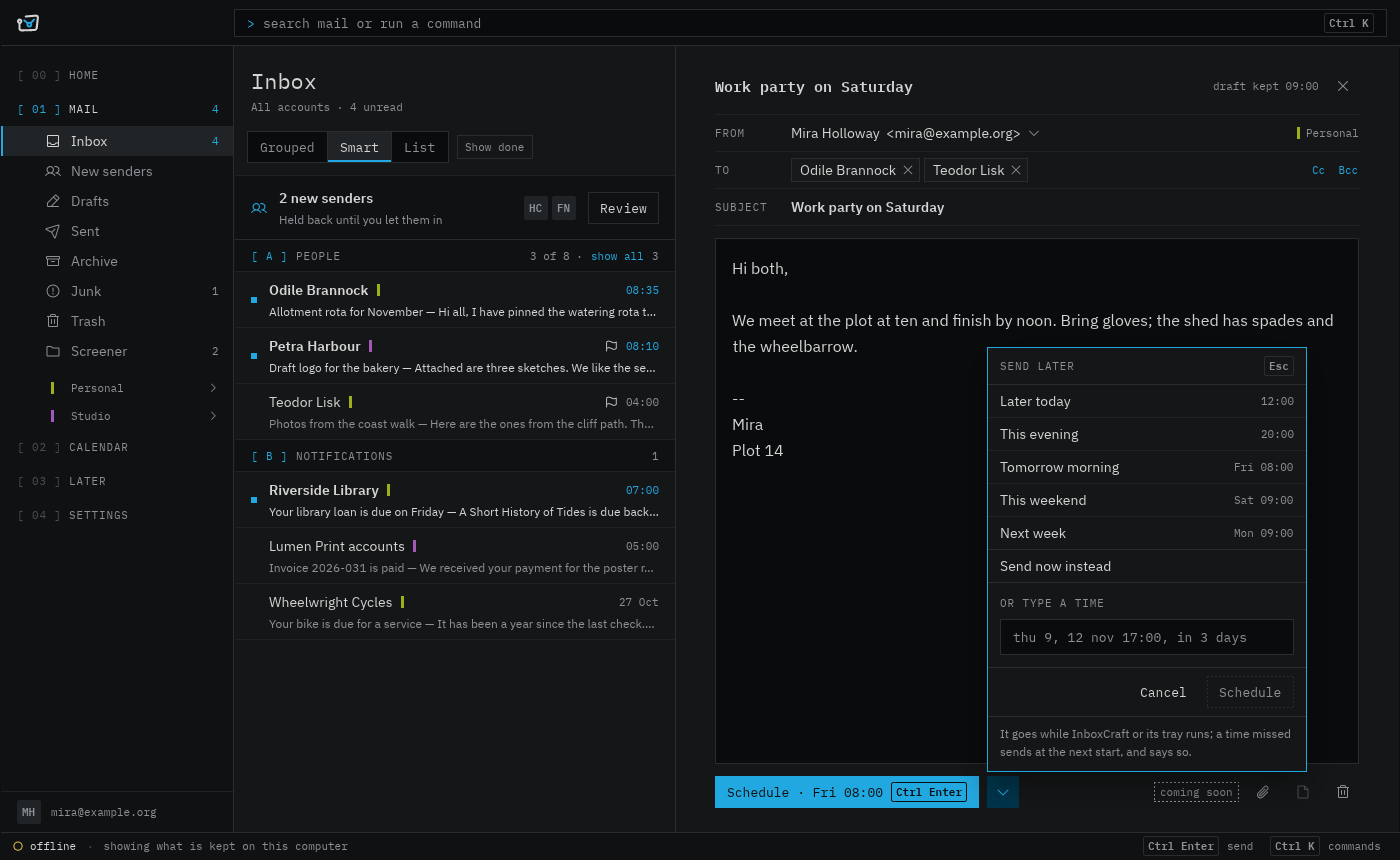 > search mail or run a command Ctrl K
[ 00 ] HOME
[ 01 ] MAIL 4
Inbox 4
New senders
Drafts
Sent
Archive
Junk 1
Trash
Screener 2
Personal
Studio
[ 02 ] CALENDAR
[ 03 ] LATER
[ 04 ] SETTINGS
MH mira@example.org
Inbox
All accounts · 4 unread
Grouped Smart List Show done
2 new senders
Held back until you let them in
HC FN Review
[ A ] PEOPLE 3 of 8 · show all 3
Odile Brannock 08:35
Allotment rota for November — Hi all, I have pinned the watering rota t…
Petra Harbour 08:10
Draft logo for the bakery — Attached are three sketches. We like the se…
Teodor Lisk 04:00
Photos from the coast walk — Here are the ones from the cliff path. Th…
[ B ] NOTIFICATIONS 1
Riverside Library 07:00
Your library loan is due on Friday — A Short History of Tides is due back…
Lumen Print accounts 05:00
Invoice 2026-031 is paid — We received your payment for the poster r…
Wheelwright Cycles 27 Oct
Your bike is due for a service — It has been a year since the last check.…
Work party on Saturday draft kept 09:00
FROM Mira Holloway <mira@example.org> Personal
TO Odile Brannock Teodor Lisk Cc Bcc
SUBJECT Work party on Saturday
Hi both,
We meet at the plot at ten and finish by noon. Bring gloves; the shed has spades and
the wheelbarrow.
--
Mira
Plot 14
SEND LATER Esc
Later today 12:00
This evening 20:00
Tomorrow morning Fri 08:00
This weekend Sat 09:00
Next week Mon 09:00
Send now instead
OR TYPE A TIME
thu 9, 12 nov 17:00, in 3 days
Cancel Schedule
It goes while InboxCraft or its tray runs; a time missed
sends at the next start, and says so.
Schedule · Fri 08:00 Ctrl Enter coming soon
offline · showing what is kept on this computer Ctrl Enter send Ctrl K commands